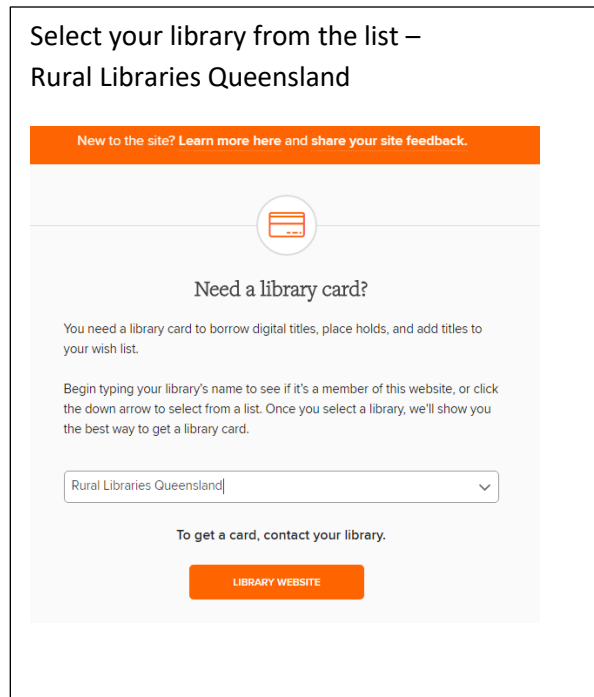 Select your library from the list –
Rural Libraries Queensland
New to the site? Learn more here and share your site feedback.
Need a library card?
You need a library card to borrow digital titles, place holds, and add titles to
your wish list.
Begin typing your library's name to see if it's a member of this website, or click
the down arrow to select from a list. Once you select a library, we'll show you
the best way to get a library card.
Rural Libraries Queensland
To get a card, contact your library.
LIBRARY WEBSITE